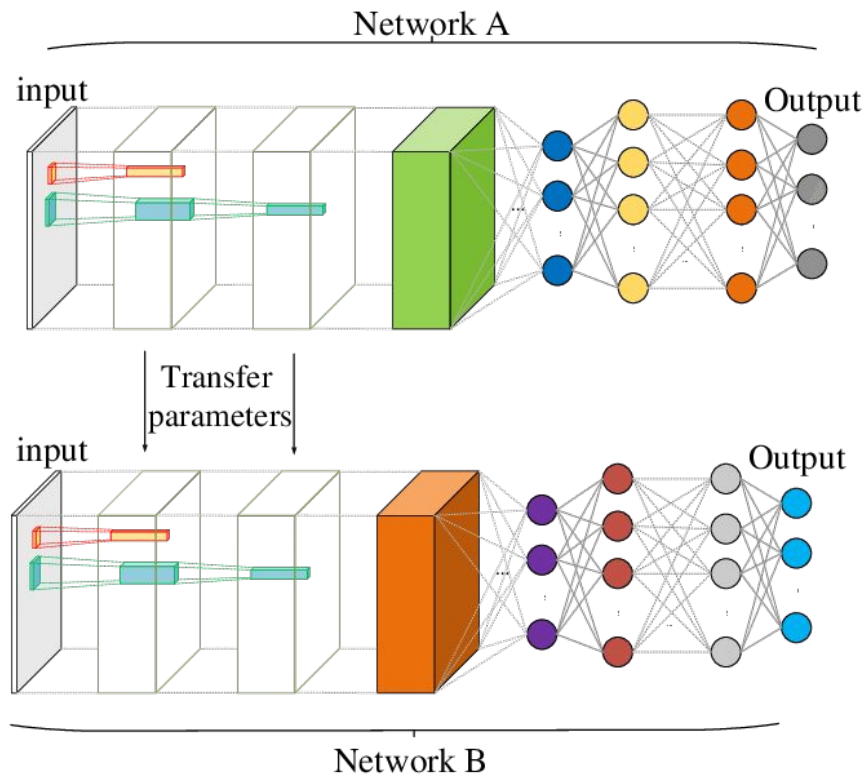 Network A
input
Output
...
Transfer
parameters
input
Output
...
Network B